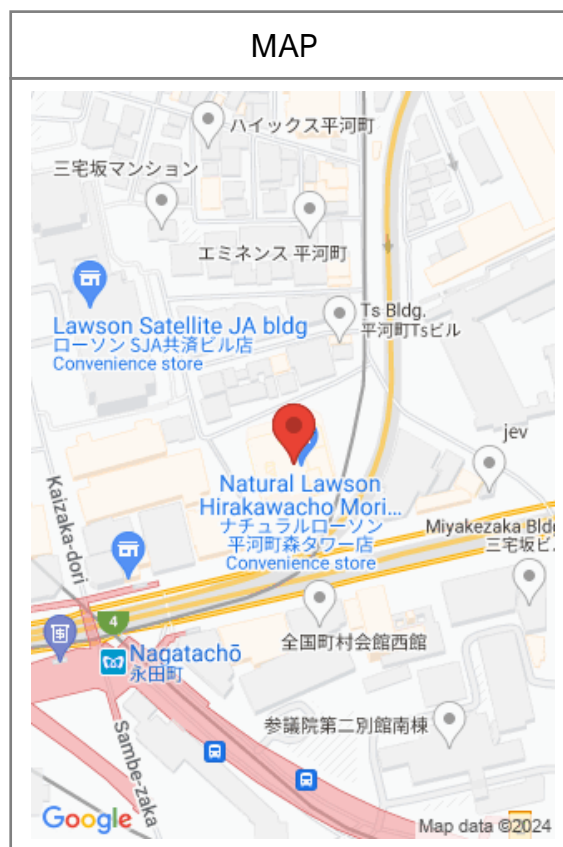 MAP
ハイックス平河町
三宅坂マンション
エミネンス 平河町
Ts Bldg.
平河町Tsビル
Lawson Satellite JA bldg
ローソン SJA共済ビル店
Convenience store
jev
Kaizaka-dori
Natural Lawson
Hirakawacho Mori...
ナチュラルローソン
平河町森タワー店
Convenience store
Miyakezaka Bldg
三宅坂ビ
4
全国町村会館西館
Nagatachō
永田町
参議院第二別館南棟
Sambe-zaka
Google
Map data ©2024